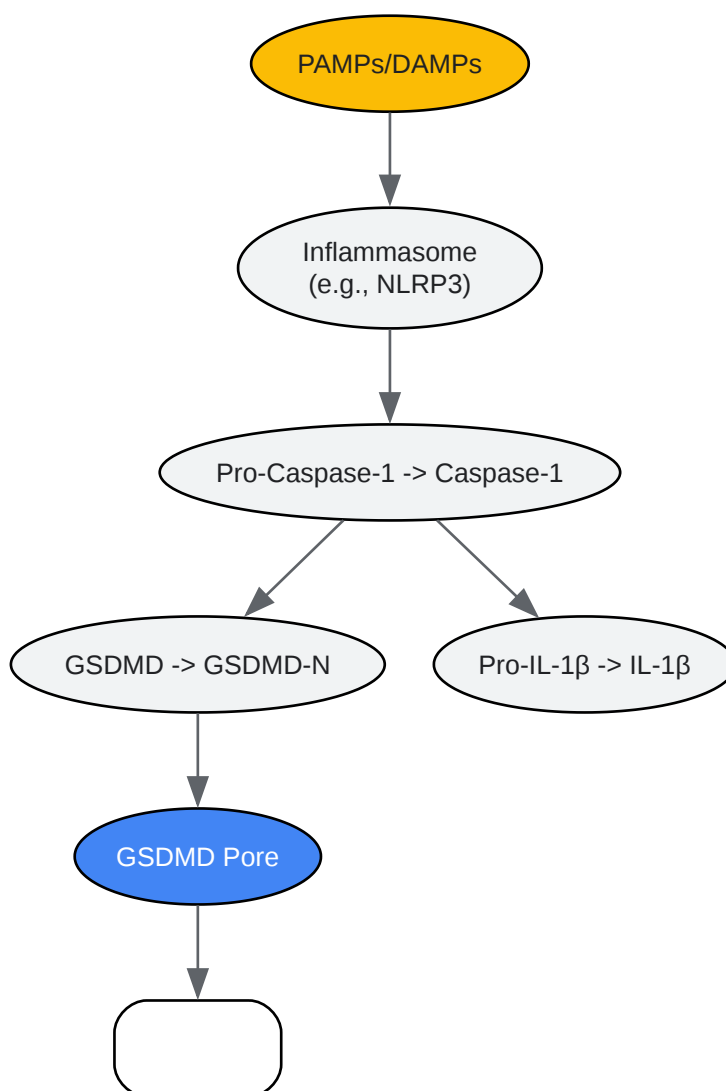 PAMPs/DAMPs
Inflammasome
(e.g., NLRP3)
Pro-Caspase-1 -> Caspase-1
GSDMD -> GSDMD-N
Pro-IL-1β -> IL-1β
GSDMD Pore